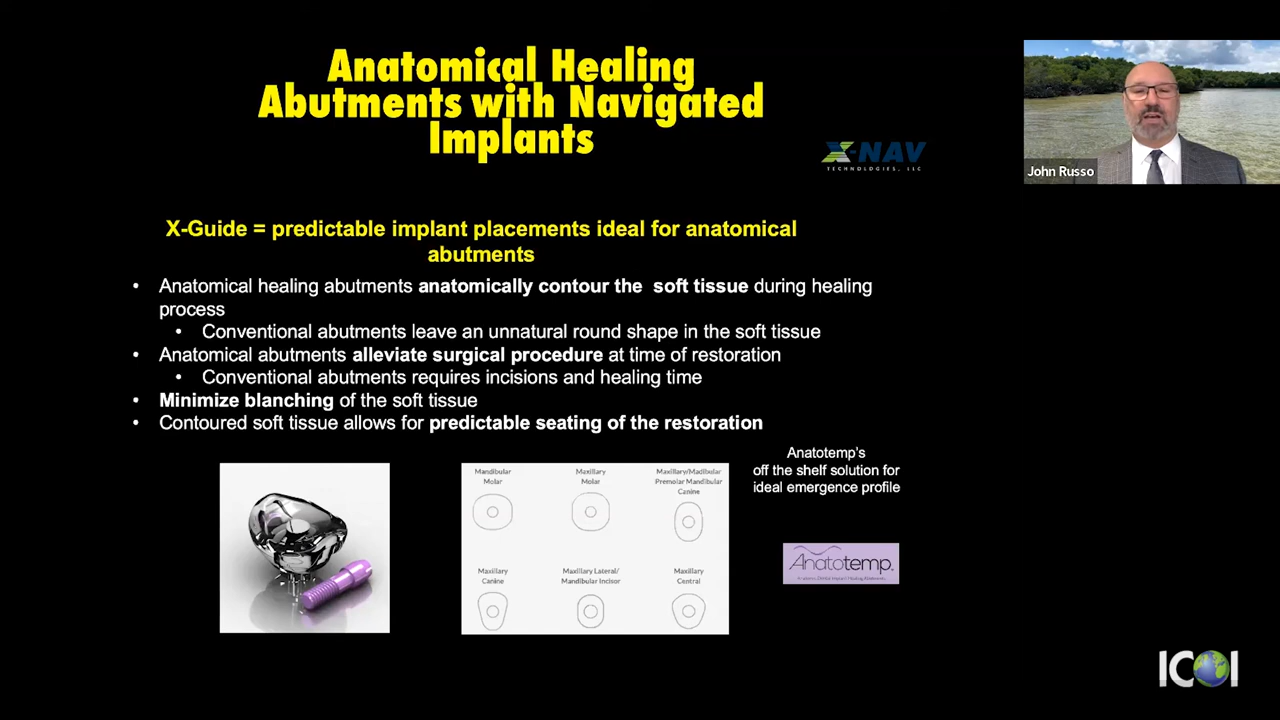 Anatomical Healing
Abutments with Navigated
Implants
X-NAV
TECHNOLOGIES, LLC
John Russo
X-Guide = predictable implant placements ideal for anatomical
abutments
• Anatomical healing abutments anatomically contour the soft tissue during healing
process
• Conventional abutments leave an unnatural round shape in the soft tissue
• Anatomical abutments alleviate surgical procedure at time of restoration
• Conventional abutments requires incisions and healing time
• Minimize blanching of the soft tissue
• Contoured soft tissue allows for predictable seating of the restoration
Anatotemp's
off the shelf solution for
ideal emergence profile
Mandibular
Molar
Maxillary
Molar
Maxillary/Madibular
Premolar Mandibular
Canine
Maxillary
Canine
Maxillary Lateral/
Mandibular Incisor
Maxillary
Central
Anatotemp.
Anatomic Dental Implant Healing Abutments
ICOI